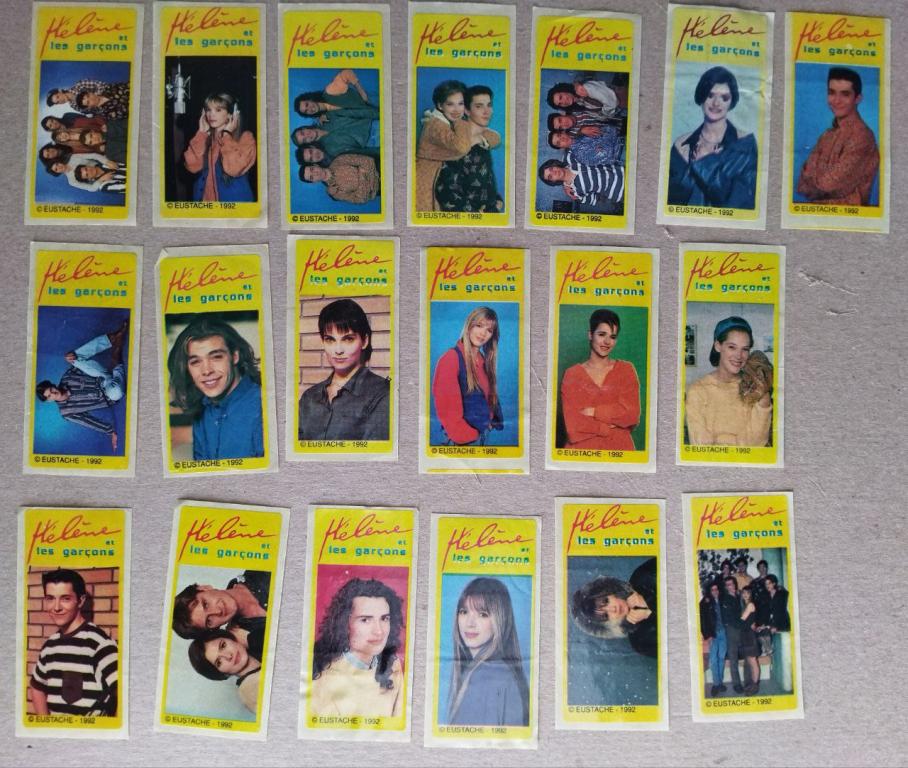 Hélène
et
les garçons
© EUSTACHE - 1992
Hélène
et
les garçons
© EUSTACHE - 1992
Hélène
et
les garçons
© EUSTACHE - 1992
Hélène
et
les garçons
© EUSTACHE - 1992
Hélène
et
les garçons
© EUSTACHE - 1992
Hélène
et
les garçons
© EUSTACHE - 1992
Hélène
et
les garçons
© EUSTACHE - 1992
Hélène
et
les garçons
© EUSTACHE - 1992
Hélène
et
les garçons
© EUSTACHE - 1992
Hélène
et
les garçons
© EUSTACHE - 1992
Hélène
et
les garçons
© EUSTACHE - 1992
Hélène
et
les garçons
© EUSTACHE - 1992
Hélène
et
les garçons
© EUSTACHE - 1992
Hélène
et
les garçons
© EUSTACHE - 1992
Hélène
et
les garçons
© EUSTACHE - 1992
Hélène
et
les garçons
© EUSTACHE - 1992
Hélène
et
les garçons
© EUSTACHE - 1992
Hélène
et
les garçons
© EUSTACHE - 1992
Hélène
et
les garçons
© EUSTACHE - 1992